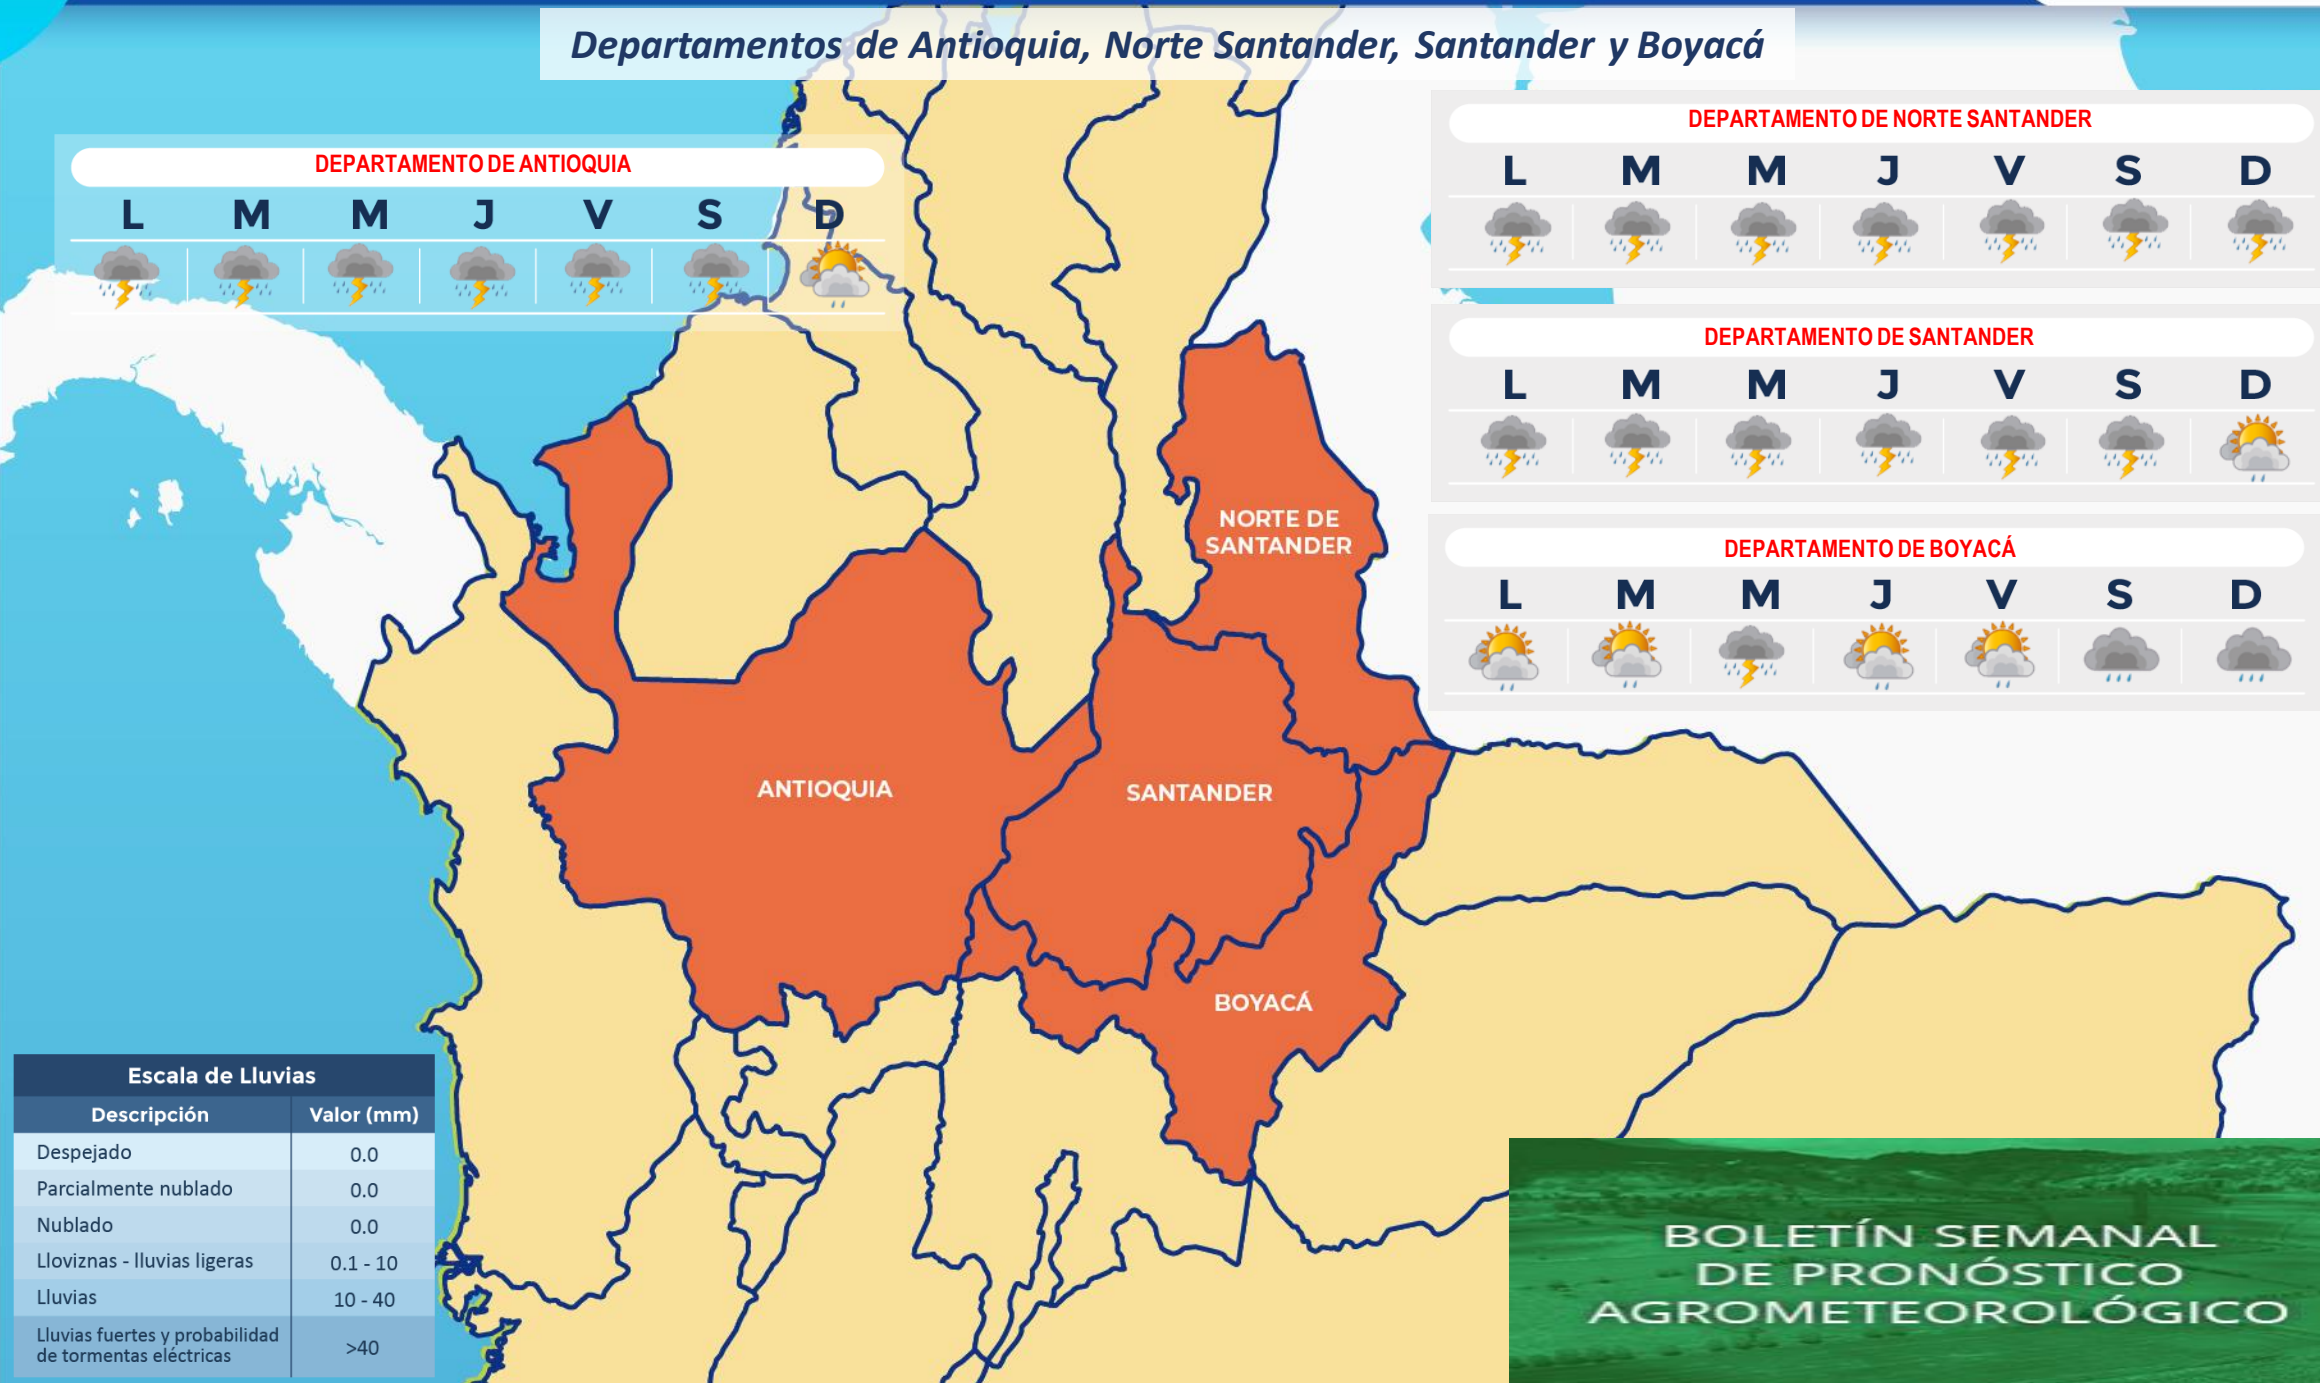 Departamentos de Antioquia, Norte Santander, Santander y Boyacá
DEPARTAMENTO DE ANTIOQUIA
L M M J V S D
DEPARTAMENTO DE NORTE SANTANDER
L M M J V S D
DEPARTAMENTO DE SANTANDER
L M M J V S D
DEPARTAMENTO DE BOYACÁ
L M M J V S D
NORTE DE
SANTANDER
ANTIOQUIA
SANTANDER
BOYACÁ
Escala de Lluvias
Descripción Valor (mm)
Despejado 0.0
Parcialmente nublado 0.0
Nublado 0.0
Lloviznas - lluvias ligeras 0.1 - 10
Lluvias 10 - 40
Lluvias fuertes y probabilidad
de tormentas eléctricas >40
BOLETÍN SEMANAL
DE PRONÓSTICO
AGROMETEOROLÓGICO